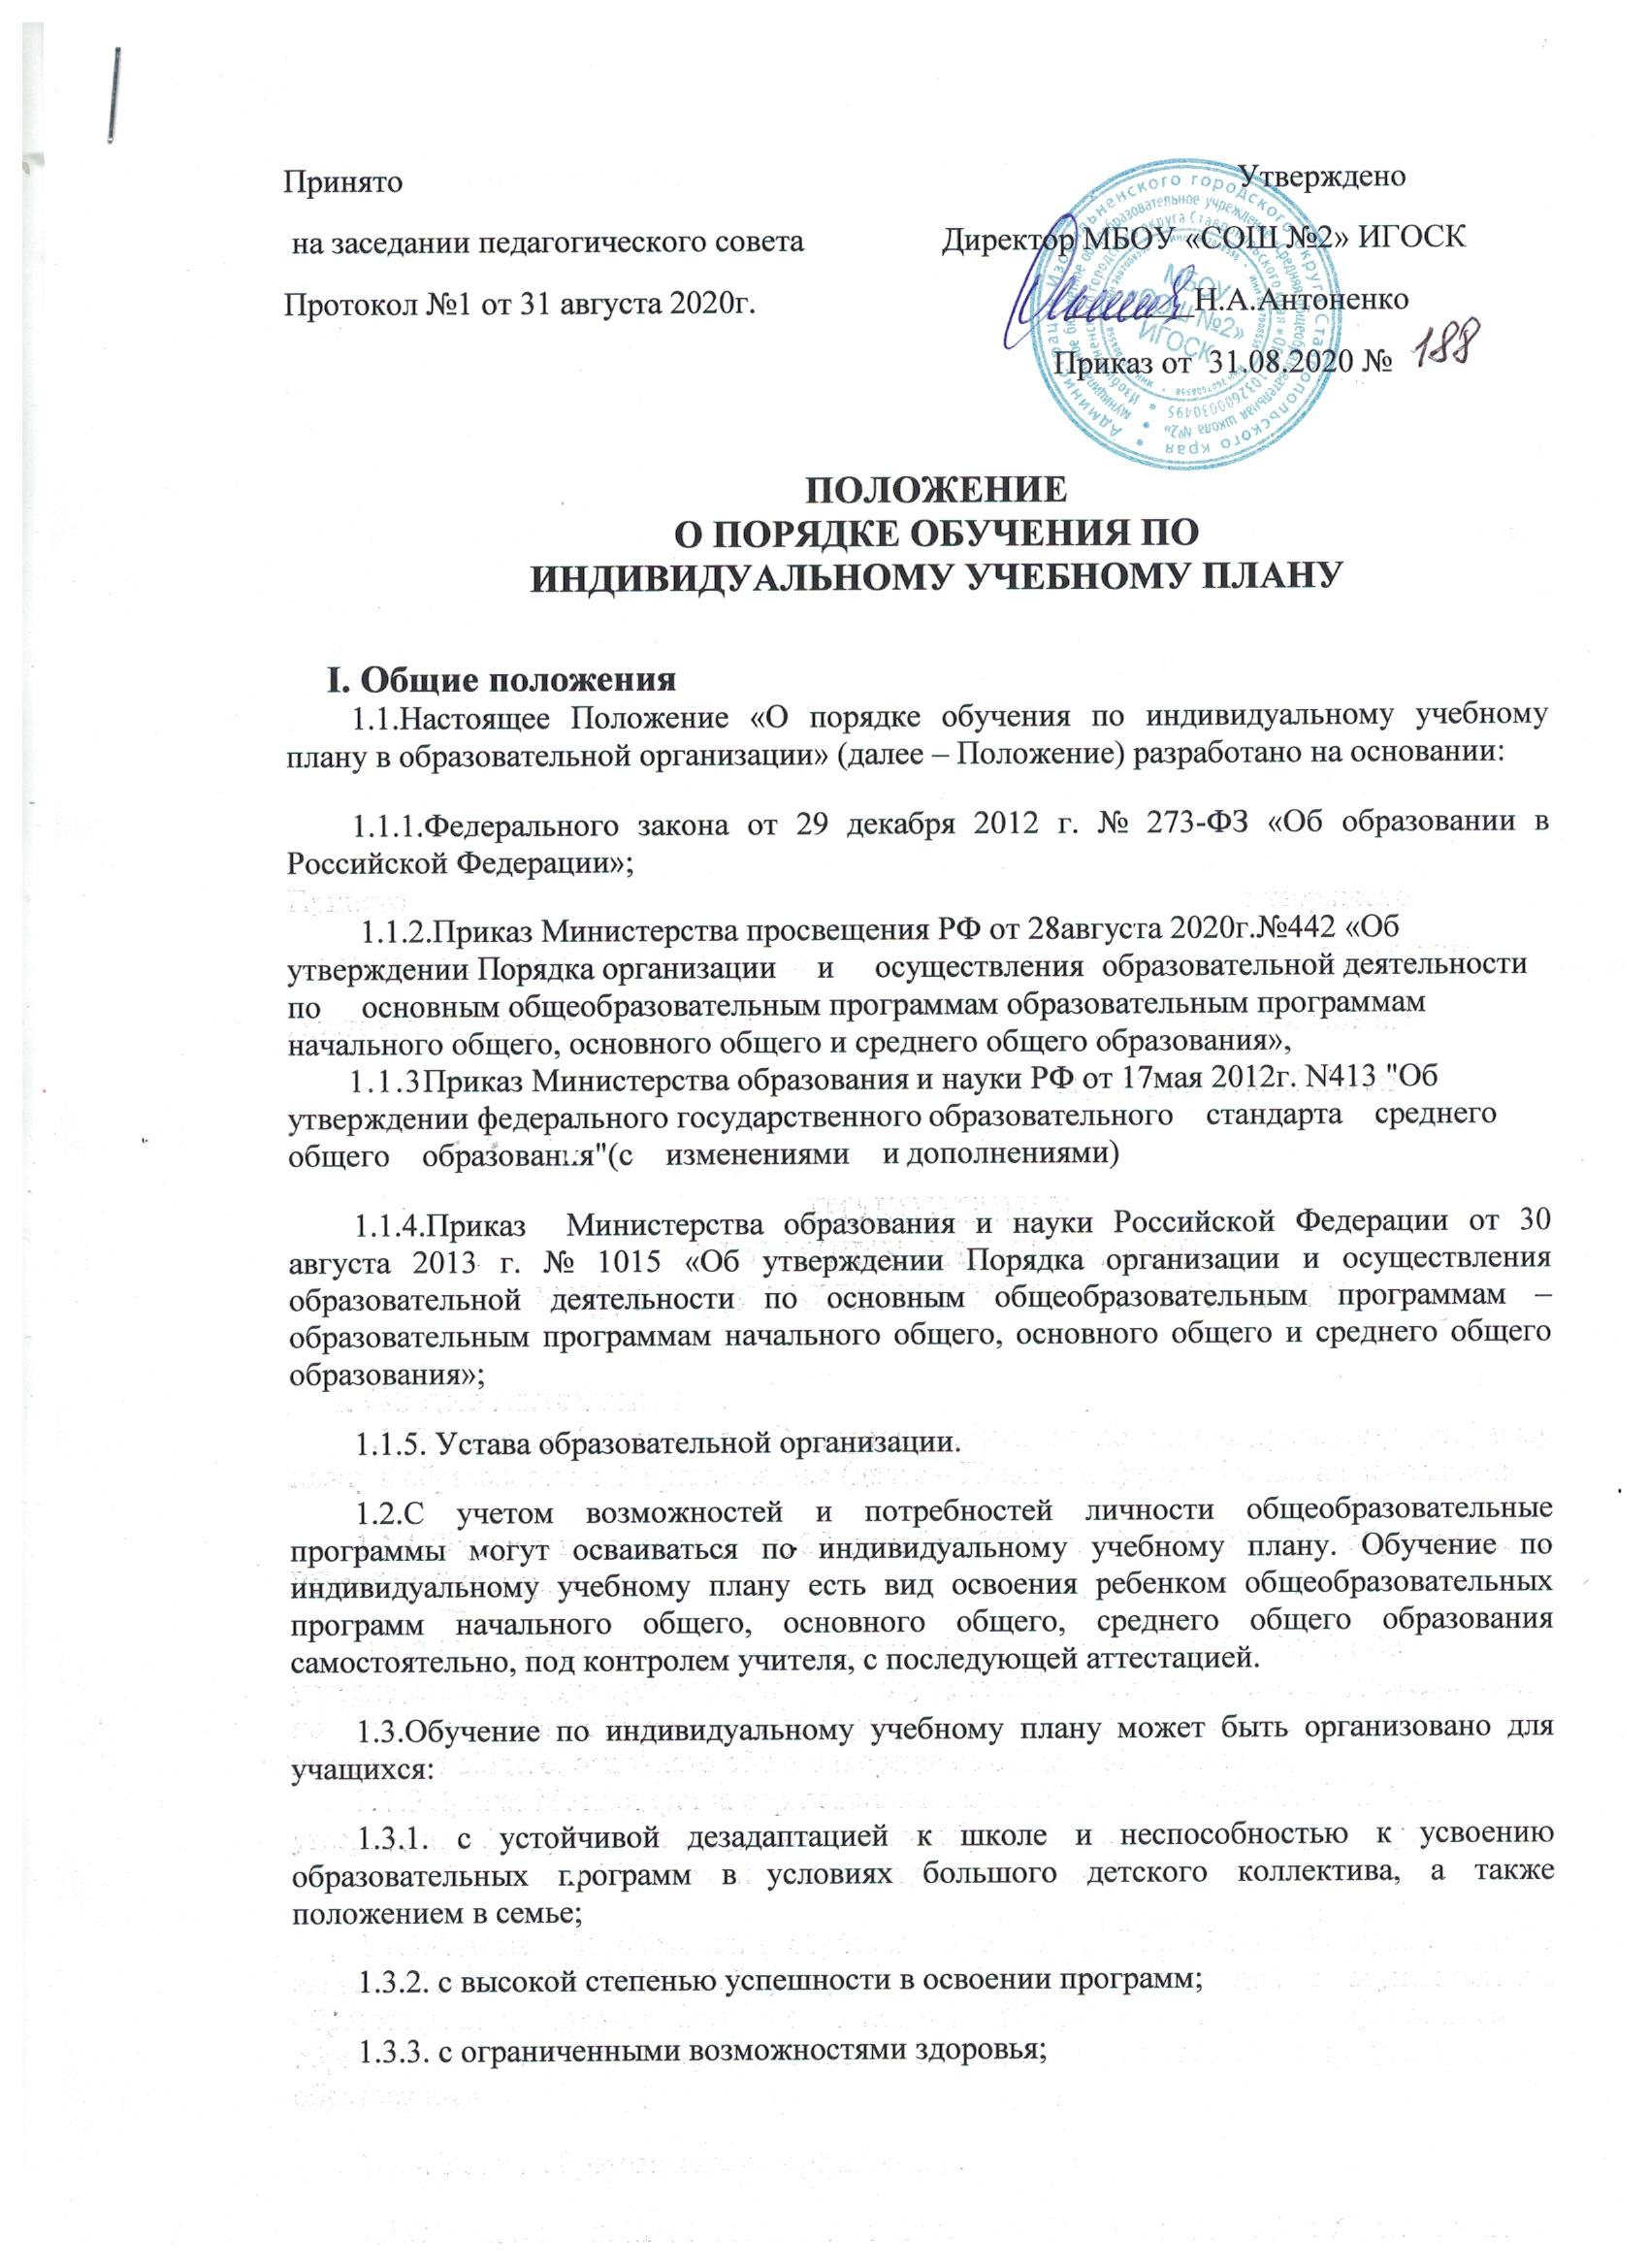 Принято Утверждено
на заседании педагогического совета Директор МБОУ «СОШ №2» ИГОСК
Протокол №1 от 31 августа 2020г. Н.А.Антоненко
Приказ от 31.08.2020 № 188
МБОУ
«СОШ №2»
ИГОСК
ПОЛОЖЕНИЕ
О ПОРЯДКЕ ОБУЧЕНИЯ ПО
ИНДИВИДУАЛЬНОМУ УЧЕБНОМУ ПЛАНУ
I. Общие положения
1.1.Настоящее Положение «О порядке обучения по индивидуальному учебному
плану в образовательной организации» (далее – Положение) разработано на основании:
1.1.1.Федерального закона от 29 декабря 2012 г. № 273-ФЗ «Об образовании в
Российской Федерации»;
1.1.2.Приказ Министерства просвещения РФ от 28августа 2020г.№442 «Об
утверждении Порядка организации и осуществления образовательной деятельности
по основным общеобразовательным программам образовательным программам
начального общего, основного общего и среднего общего образования»,
1.1.3Приказ Министерства образования и науки РФ от 17мая 2012г. N413 "Об
утверждении федерального государственного образовательного стандарта среднего
общего образования"(с изменениями и дополнениями)
1.1.4.Приказ Министерства образования и науки Российской Федерации от 30
августа 2013 г. № 1015 «Об утверждении Порядка организации и осуществления
образовательной деятельности по основным общеобразовательным программам –
образовательным программам начального общего, основного общего и среднего общего
образования»;
1.1.5. Устава образовательной организации.
1.2.С учетом возможностей и потребностей личности общеобразовательные
программы могут осваиваться по индивидуальному учебному плану. Обучение по
индивидуальному учебному плану есть вид освоения ребенком общеобразовательных
программ начального общего, основного общего, среднего общего образования
самостоятельно, под контролем учителя, с последующей аттестацией.
1.3.Обучение по индивидуальному учебному плану может быть организовано для
учащихся:
1.3.1. с устойчивой дезадаптацией к школе и неспособностью к усвоению
образовательных программ в условиях большого детского коллектива, а также
положением в семье;
1.3.2. с высокой степенью успешности в освоении программ;
1.3.3. с ограниченными возможностями здоровья;